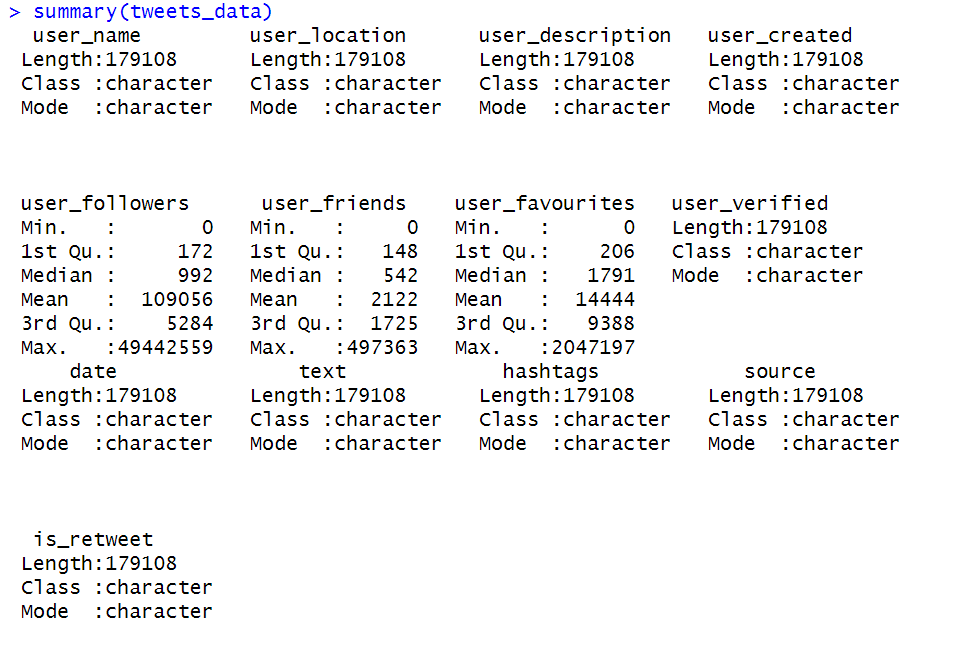 > summary(tweets_data)
  user_name         user_location      user_description   user_created
 Length:179108      Length:179108      Length:179108      Length:179108
 Class :character   Class :character   Class :character   Class :character
 Mode  :character   Mode  :character   Mode  :character   Mode  :character
 user_followers      user_friends    user_favourites   user_verified
 Min.   :       0   Min.   :     0   Min.   :      0   Length:179108
 1st Qu.:     172   1st Qu.:   148   1st Qu.:    206   Class :character
 Median :     992   Median :   542   Median :   1791   Mode  :character
 Mean   :  109056   Mean   :  2122   Mean   :  14444
 3rd Qu.:    5284   3rd Qu.:  1725   3rd Qu.:   9388
 Max.   :49442559   Max.   :497363   Max.   :2047197
     date               text             hashtags            source
 Length:179108      Length:179108      Length:179108      Length:179108
 Class :character   Class :character   Class :character   Class :character
 Mode  :character   Mode  :character   Mode  :character   Mode  :character
  is_retweet
 Length:179108
 Class :character
 Mode  :character